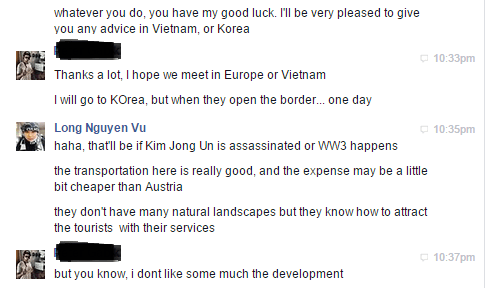 whatever you do, you have my good luck. I'll be very pleased to give
you any advice in Vietnam, or Korea
10:33pm
Thanks a lot, I hope we meet in Europe or Vietnam
I will go to KOrea, but when they open the border... one day
Long Nguyen Vu
10:35pm
haha, that'll be if Kim Jong Un is assassinated or WW3 happens
the transportation here is really good, and the expense may be a little
bit cheaper than Austria
they don't have many natural landscapes but they know how to attract
the tourists with their services
10:37pm
but you know, i dont like some much the development